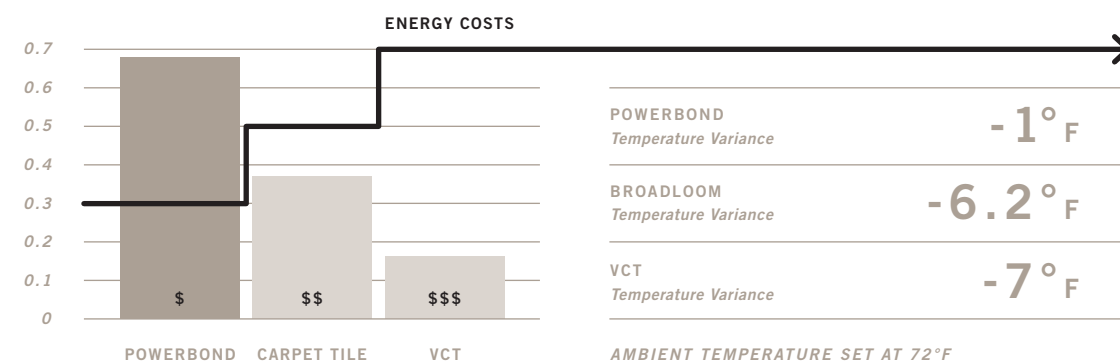 ENERGY COSTS
0.7
0.6
0.5
0.4
0.3
0.2
0.1
0
$
$$
$$$
POWERBOND
CARPET TILE
VCT
POWERBOND
Temperature Variance
-1°F
BROADLOOM
Temperature Variance
-6.2°F
VCT
Temperature Variance
-7°F
AMBIENT TEMPERATURE SET AT 72°F